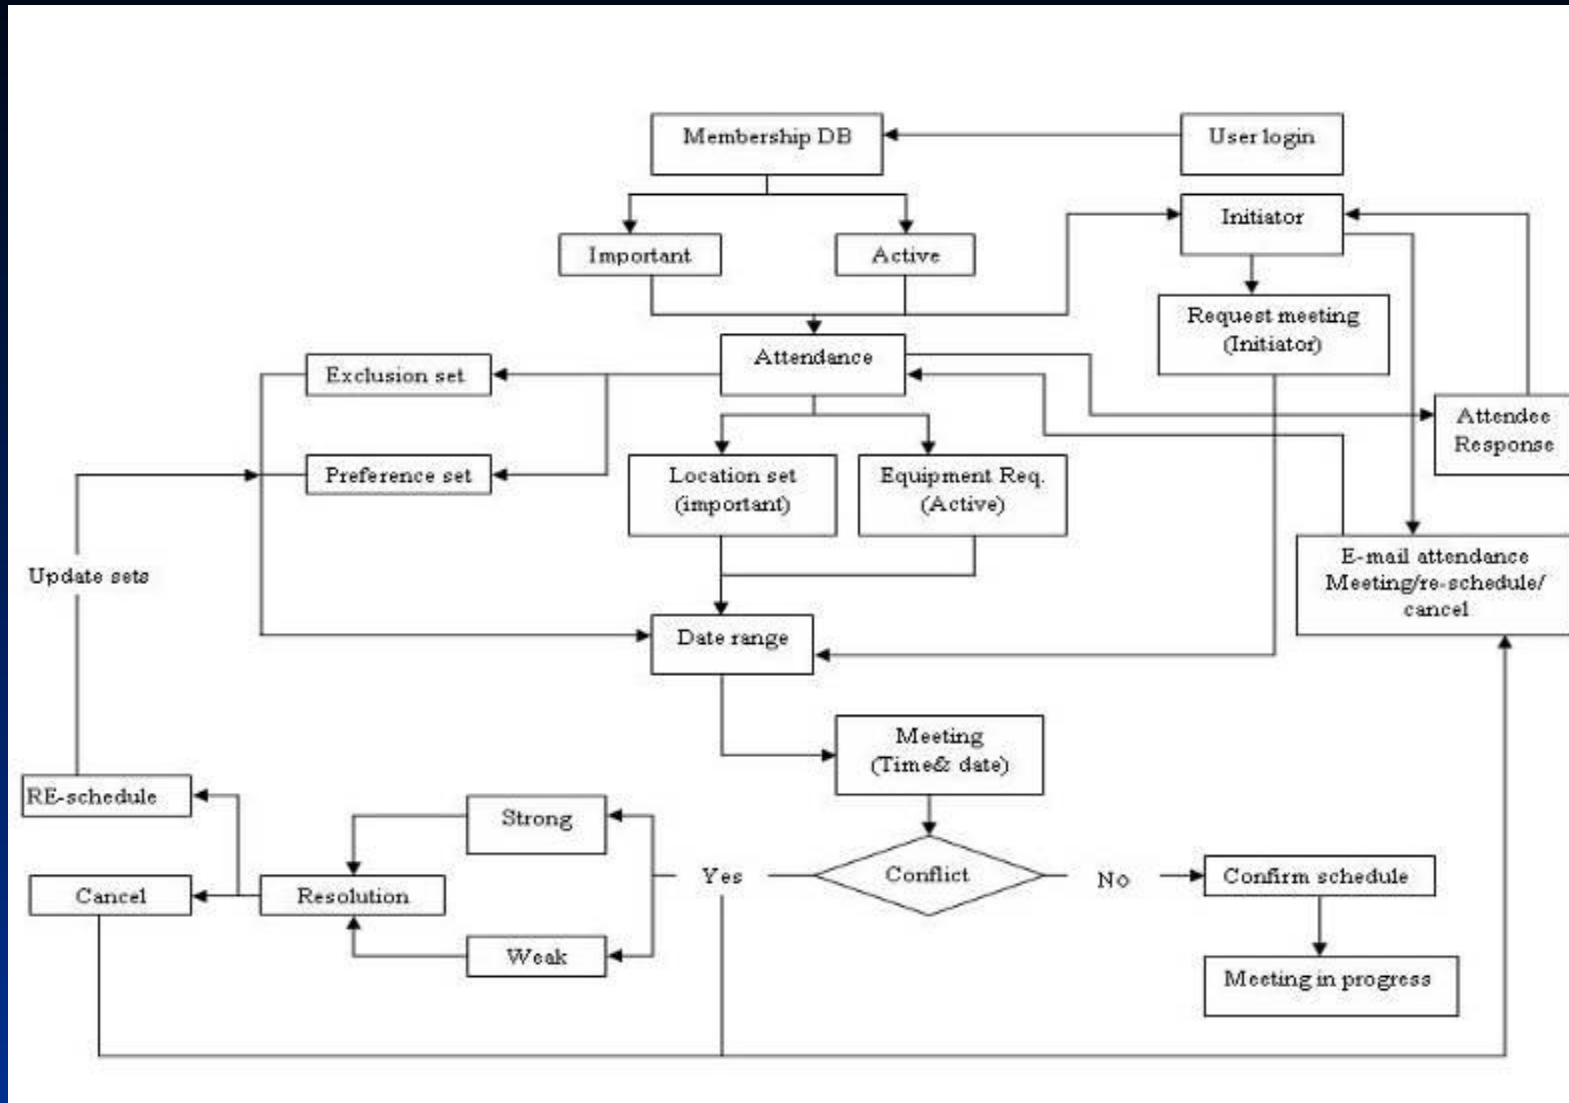 Membership DB
User login
Initiator
Important
Active
Request meeting
(Initiator)
Attendance
Exclusion set
Attendee
Response
Preference set
Location set
(important)
Equipment Req.
(Active)
E-mail attendance
Meeting/re-schedule/
cancel
Update sets
Date range
Meeting
(Time& date)
RE-schedule
Strong
Yes
Conflict
No
Confirm schedule
Cancel
Resolution
Weak
Meeting in progress